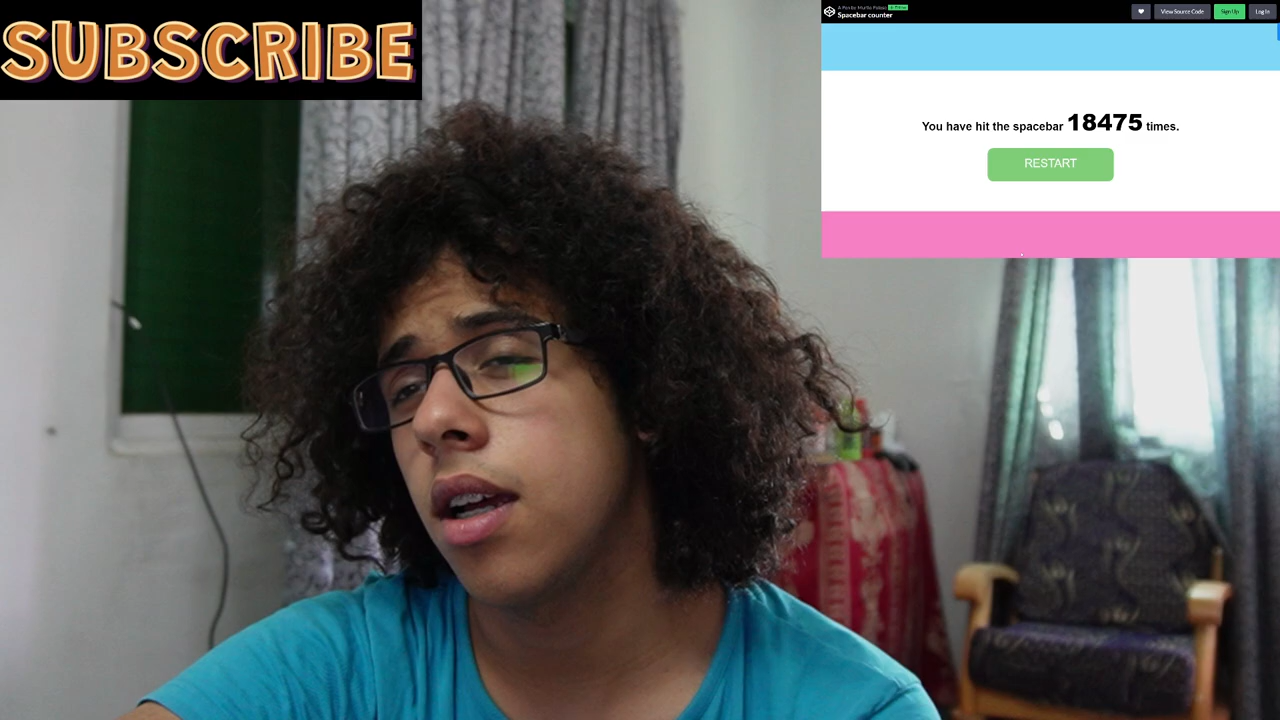 SUBSCRIBE
Spacebar counter
View Source Code
Sign Up
Log In
You have hit the spacebar 18475 times.
RESTART